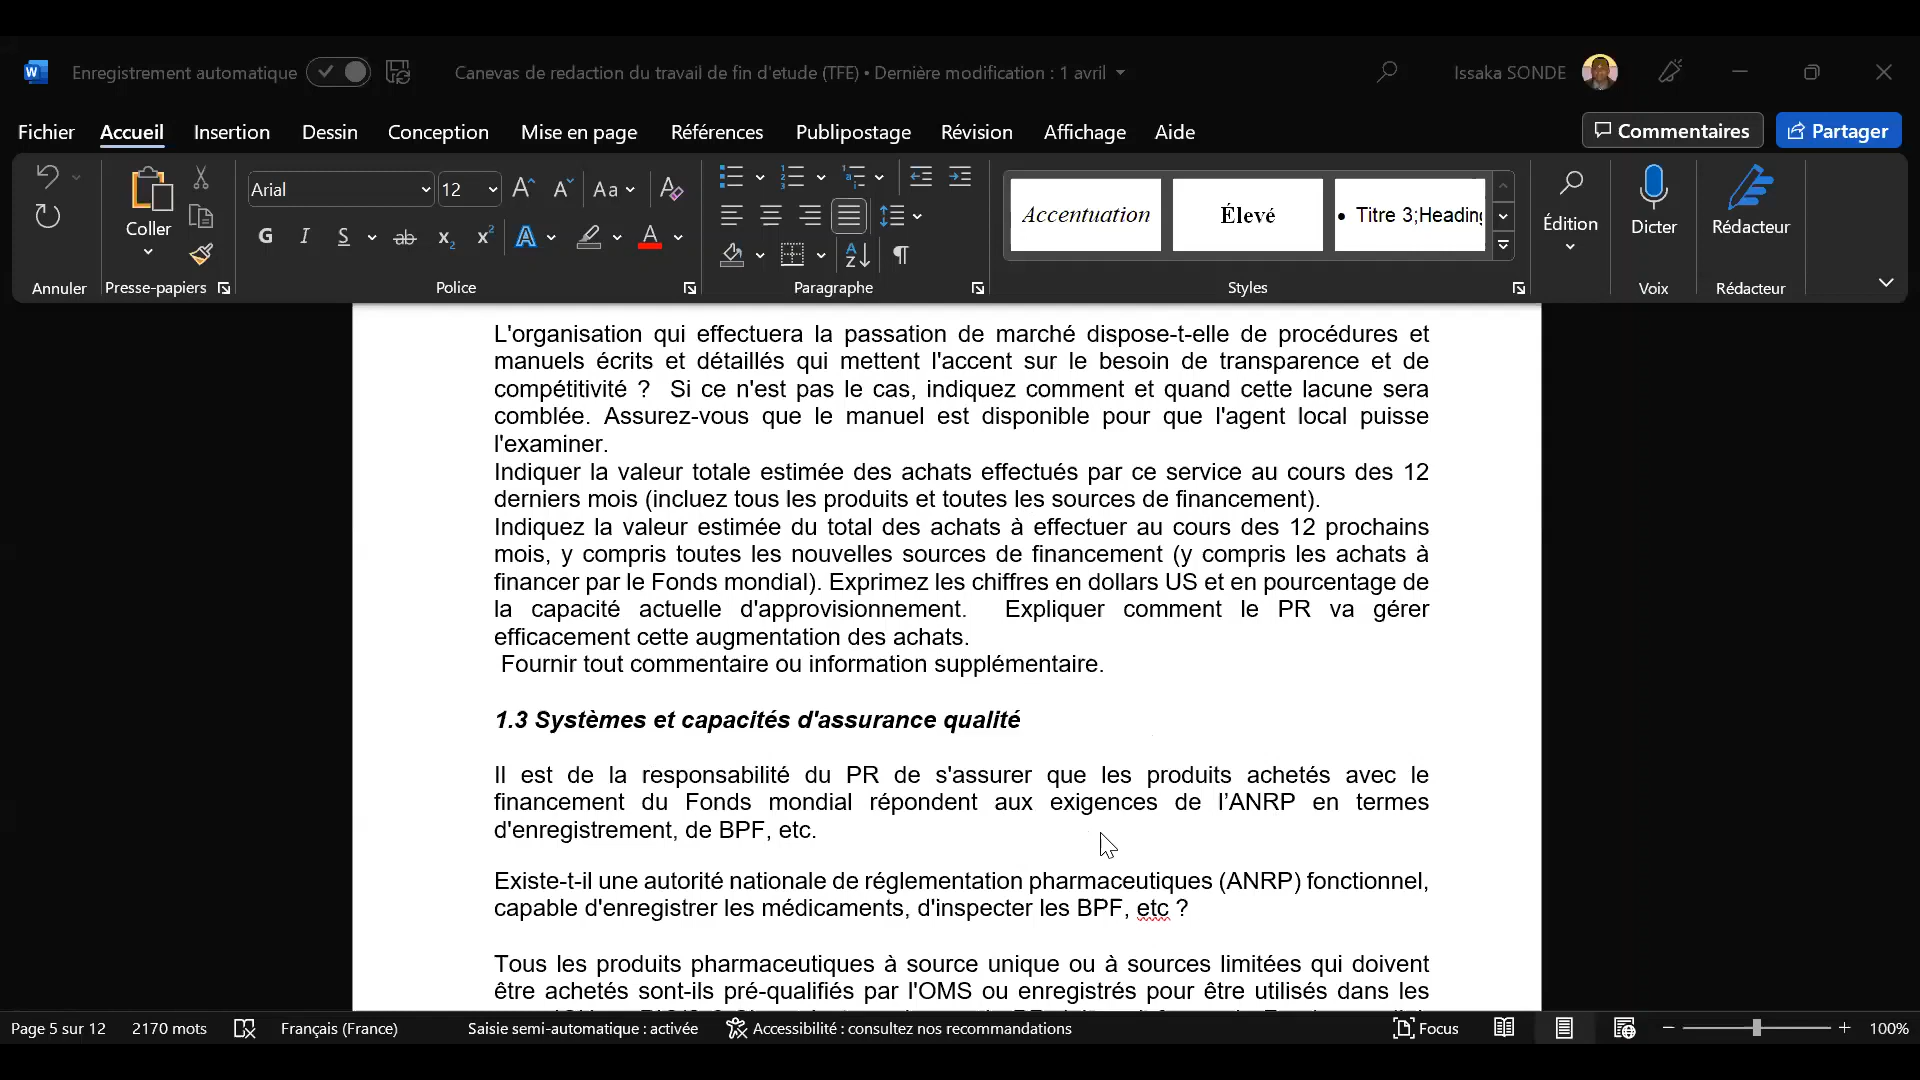 Enregistrement automatique
Canevas de redaction du travail de fin d'etude (TFE) • Dernière modification : 1 avril
Issaka SONDE
Fichier Accueil Insertion Dessin Conception Mise en page Références Publipostage Révision Affichage Aide
Commentaires
Partager
Arial 12
Accentuation
Élevé
• Titre 3;Heading
Coller
Édition
Dicter
Rédacteur
Annuler Presse-papiers Police Paragraphe Styles Voix Rédacteur
L'organisation qui effectuera la passation de marché dispose-t-elle de procédures et
manuels écrits et détaillés qui mettent l'accent sur le besoin de transparence et de
compétitivité ? Si ce n'est pas le cas, indiquez comment et quand cette lacune sera
comblée. Assurez-vous que le manuel est disponible pour que l'agent local puisse
l'examiner.
Indiquer la valeur totale estimée des achats effectués par ce service au cours des 12
derniers mois (incluez tous les produits et toutes les sources de financement).
Indiquez la valeur estimée du total des achats à effectuer au cours des 12 prochains
mois, y compris toutes les nouvelles sources de financement (y compris les achats à
financer par le Fonds mondial). Exprimez les chiffres en dollars US et en pourcentage de
la capacité actuelle d'approvisionnement. Expliquer comment le PR va gérer
efficacement cette augmentation des achats.
Fournir tout commentaire ou information supplémentaire.
1.3 Systèmes et capacités d'assurance qualité
Il est de la responsabilité du PR de s'assurer que les produits achetés avec le
financement du Fonds mondial répondent aux exigences de l’ANRP en termes
d'enregistrement, de BPF, etc.
Existe-t-il une autorité nationale de réglementation pharmaceutiques (ANRP) fonctionnel,
capable d'enregistrer les médicaments, d'inspecter les BPF, etc ?
Tous les produits pharmaceutiques à source unique ou à sources limitées qui doivent
être achetés sont-ils pré-qualifiés par l'OMS ou enregistrés pour être utilisés dans les
Page 5 sur 12 2170 mots Français (France) Saisie semi-automatique : activée Accessibilité : consultez nos recommandations Focus 100%